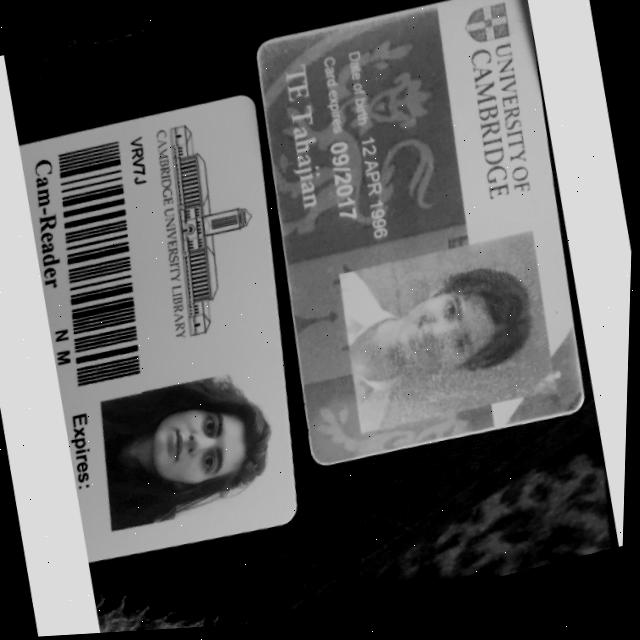 UNIVERSITY OF
CAMBRIDGE
Date of birth 12 APR 1996
Card expires 09/2017
TE Tahajian
CAMBRIDGE UNIVERSITY LIBRARY
VRV7J
Cam-Reader
N M
Expires: